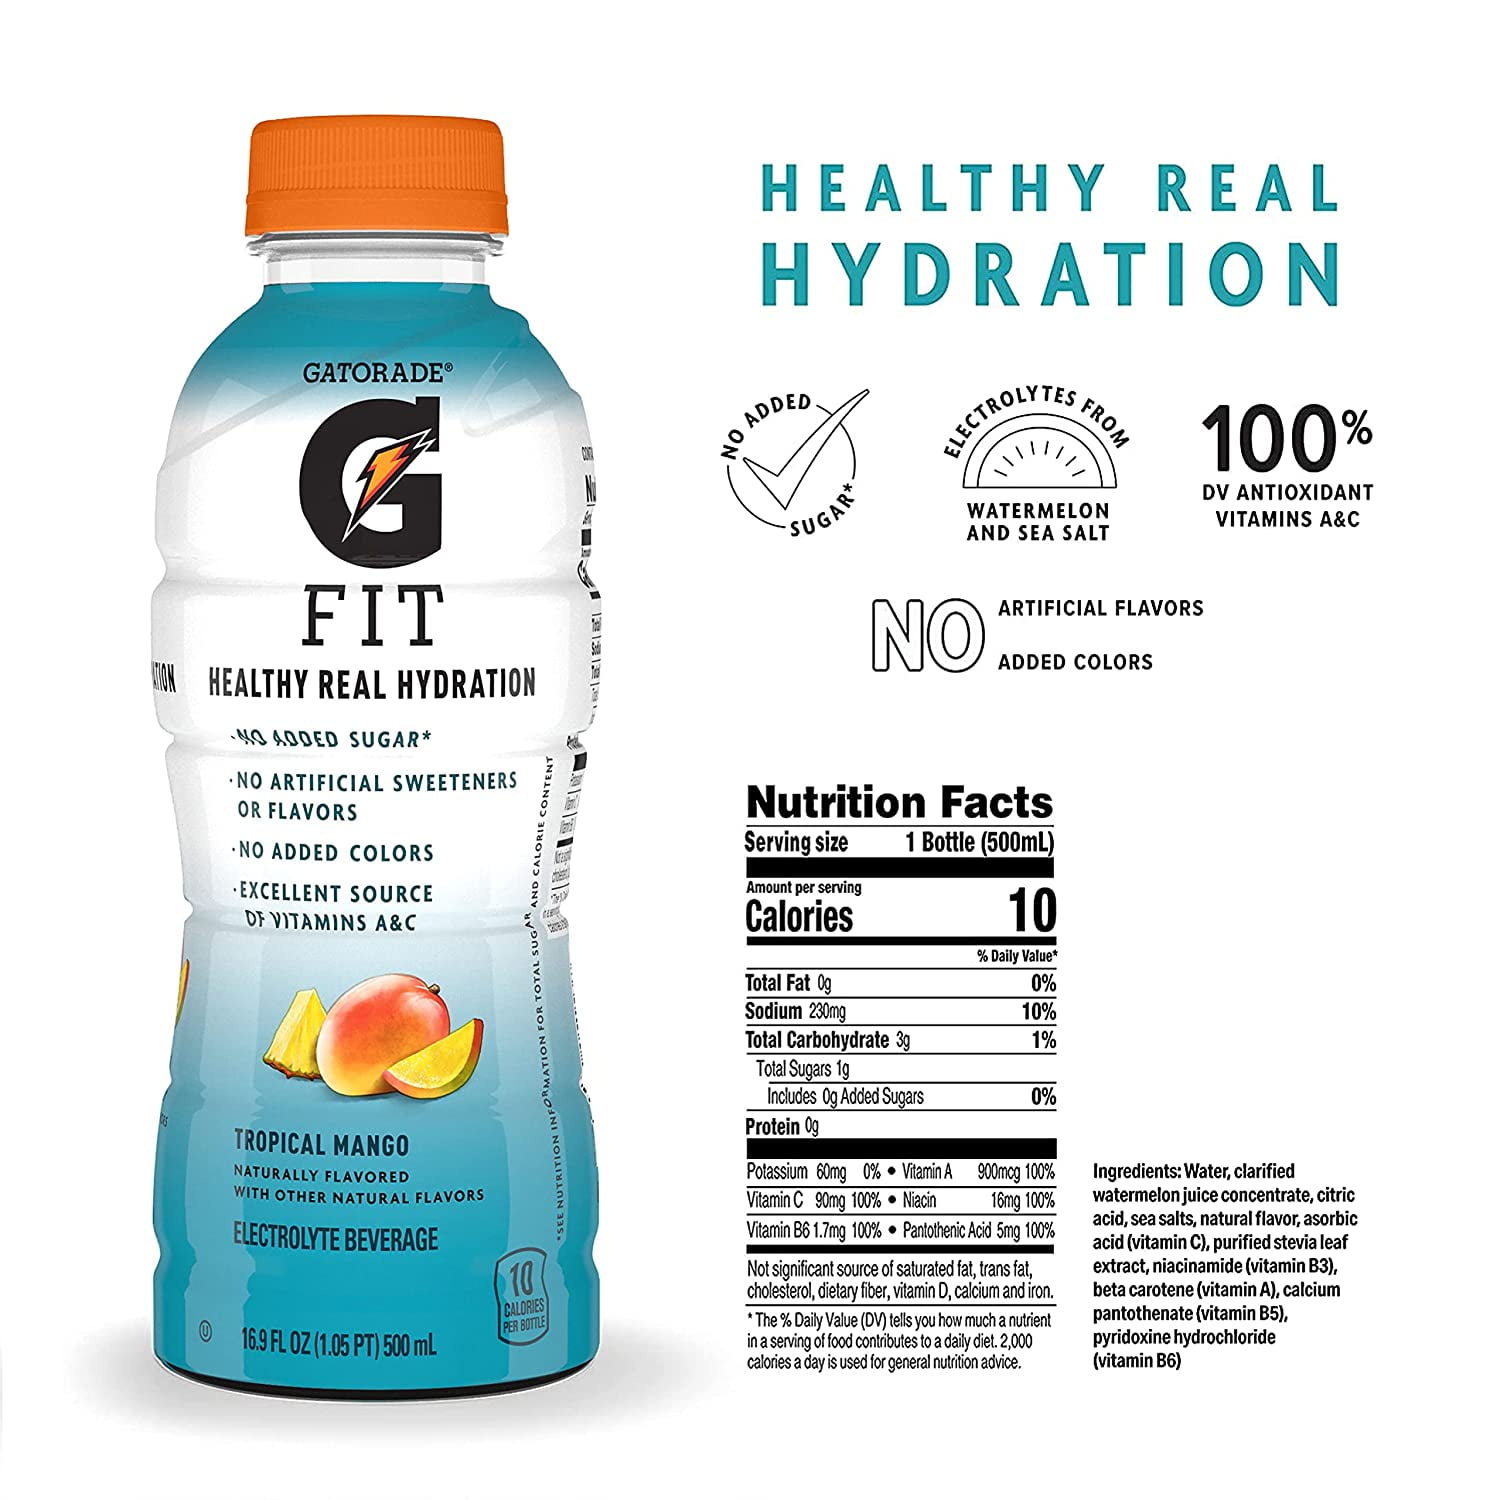 GATORADE®
G
FIT
HEALTHY REAL HYDRATION
·NO ADDED SUGAR*
·NO ARTIFICIAL SWEETENERS
OR FLAVORS
·NO ADDED COLORS
·EXCELLENT SOURCE
OF VITAMINS A&C
TROPICAL MANGO
NATURALLY FLAVORED
WITH OTHER NATURAL FLAVORS
ELECTROLYTE BEVERAGE
10
CALORIES
PER BOTTLE
U
16.9 FL OZ (1.05 PT) 500 mL
*SEE NUTRITION INFORMATION FOR TOTAL SUGAR AND CALORIE CONTENT
HEALTHY REAL
HYDRATION
NO ADDED SUGAR*
ELECTROLYTES FROM
WATERMELON
AND SEA SALT
100%
DV ANTIOXIDANT
VITAMINS A&C
NO ARTIFICIAL FLAVORS
ADDED COLORS
Nutrition Facts
Serving size 1 Bottle (500mL)
Amount per serving
Calories 10
% Daily Value*
Total Fat 0g 0%
Sodium 230mg 10%
Total Carbohydrate 3g 1%
Total Sugars 1g
Includes 0g Added Sugars 0%
Protein 0g
Potassium 60mg 0% • Vitamin A 900mcg 100%
Vitamin C 90mg 100% • Niacin 16mg 100%
Vitamin B6 1.7mg 100% • Pantothenic Acid 5mg 100%
Not significant source of saturated fat, trans fat,
cholesterol, dietary fiber, vitamin D, calcium and iron.
* The % Daily Value (DV) tells you how much a nutrient
in a serving of food contributes to a daily diet. 2,000
calories a day is used for general nutrition advice.
Ingredients: Water, clarified
watermelon juice concentrate, citric
acid, sea salts, natural flavor, asorbic
acid (vitamin C), purified stevia leaf
extract, niacinamide (vitamin B3),
beta carotene (vitamin A), calcium
pantothenate (vitamin B5),
pyridoxine hydrochloride
(vitamin B6)